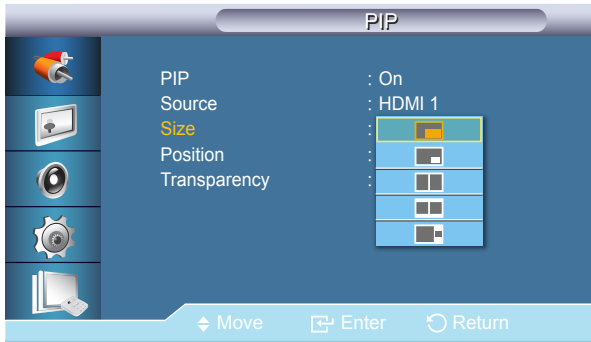 PIP
PIP : On
Source : HDMI 1
Size :
Position :
Transparency :
Move Enter Return